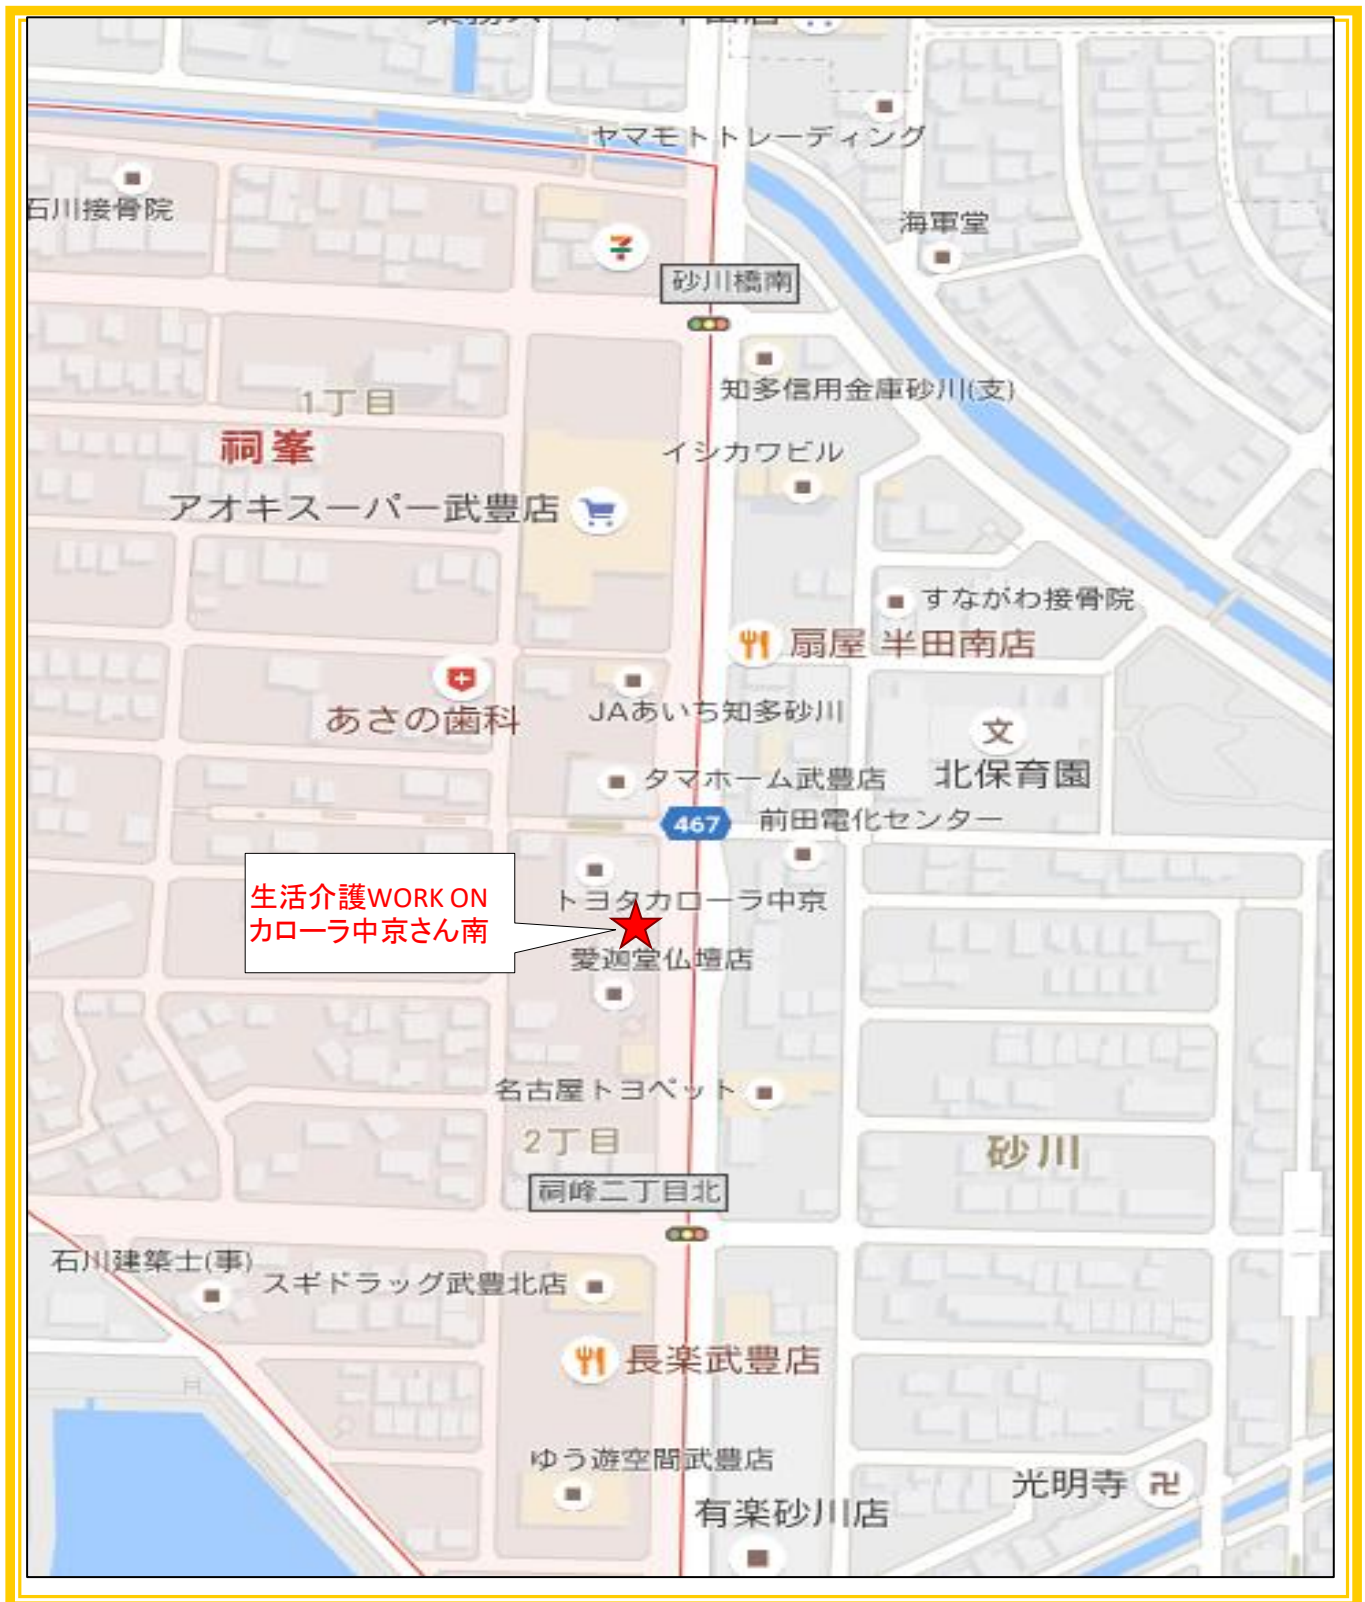 ヤマモトトレーディング
石川接骨院
海軍堂
砂川橋南
知多信用金庫砂川(支)
1丁目
祠峯
イシカワビル
アオキスーパー武豊店
すながわ接骨院
扇屋 半田南店
あさの歯科
JAあいち知多砂川
文
北保育園
タマホーム武豊店
467
前田電化センター
生活介護WORK ON
カローラ中京さん南
トヨタカローラ中京
愛迦堂仏壇店
名古屋トヨペット
2丁目
砂川
祠峰二丁目北
石川建築士(事)
スギドラッグ武豊北店
長楽武豊店
ゆう遊空間武豊店
光明寺
有楽砂川店